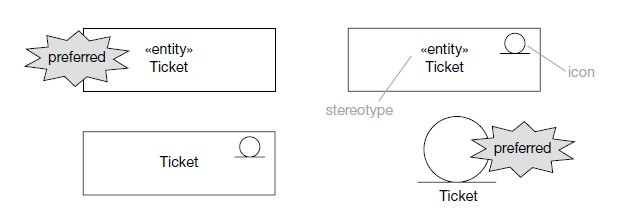 preferred
«entity»
Ticket
«entity»
Ticket
icon
stereotype
Ticket
preferred
Ticket